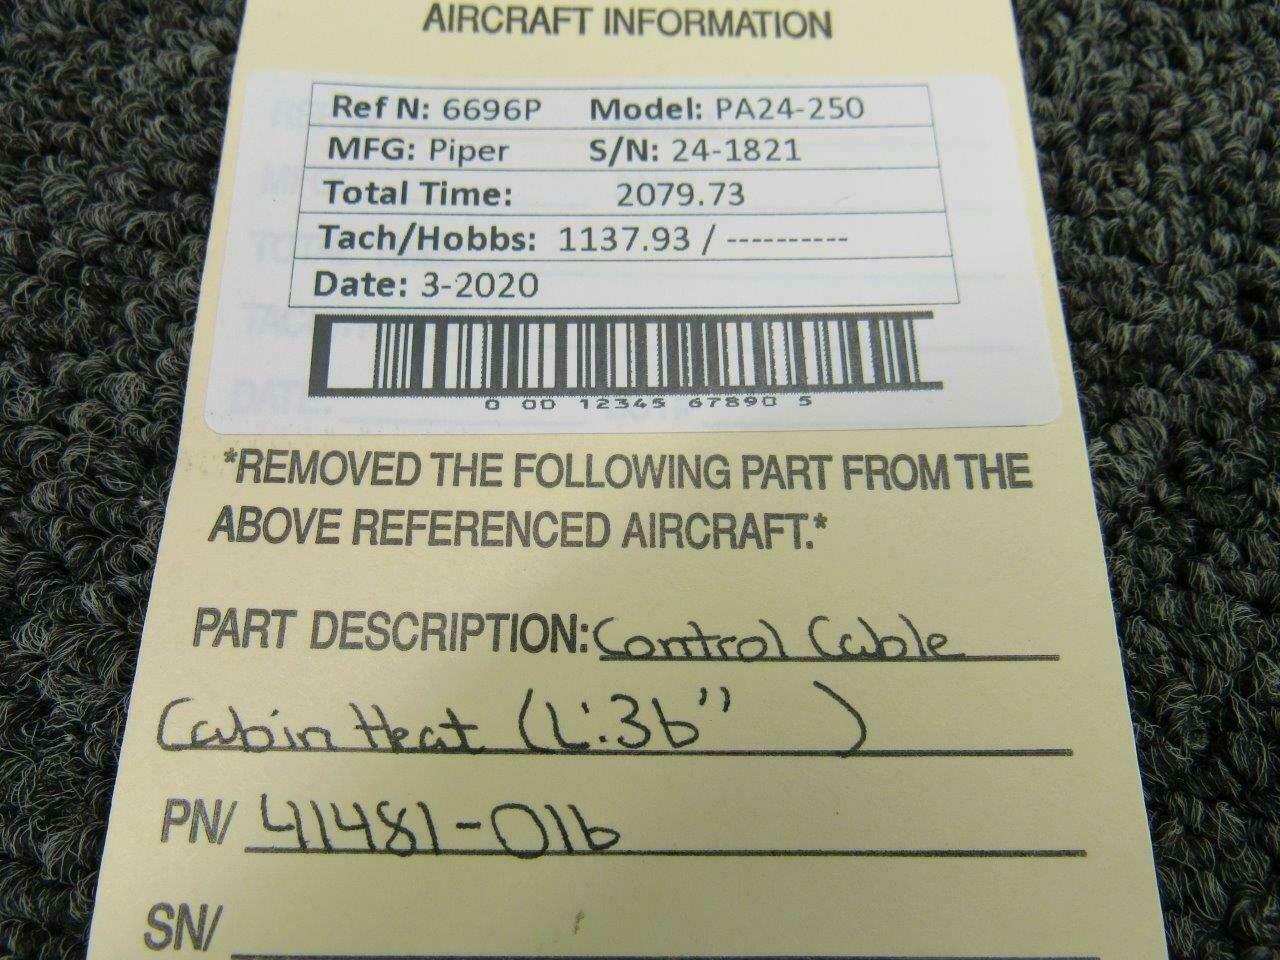 AIRCRAFT INFORMATION
Ref N: 6696P Model: PA24-250
MFG: Piper S/N: 24-1821
Total Time: 2079.73
Tach/Hobbs: 1137.93 / ----------
Date: 3-2020
0 00 12345 67890 5
*REMOVED THE FOLLOWING PART FROM THE
ABOVE REFERENCED AIRCRAFT.*
PART DESCRIPTION: Control Cable
Cabin Heat (L:36" )
PN/ 41481-016
SN/